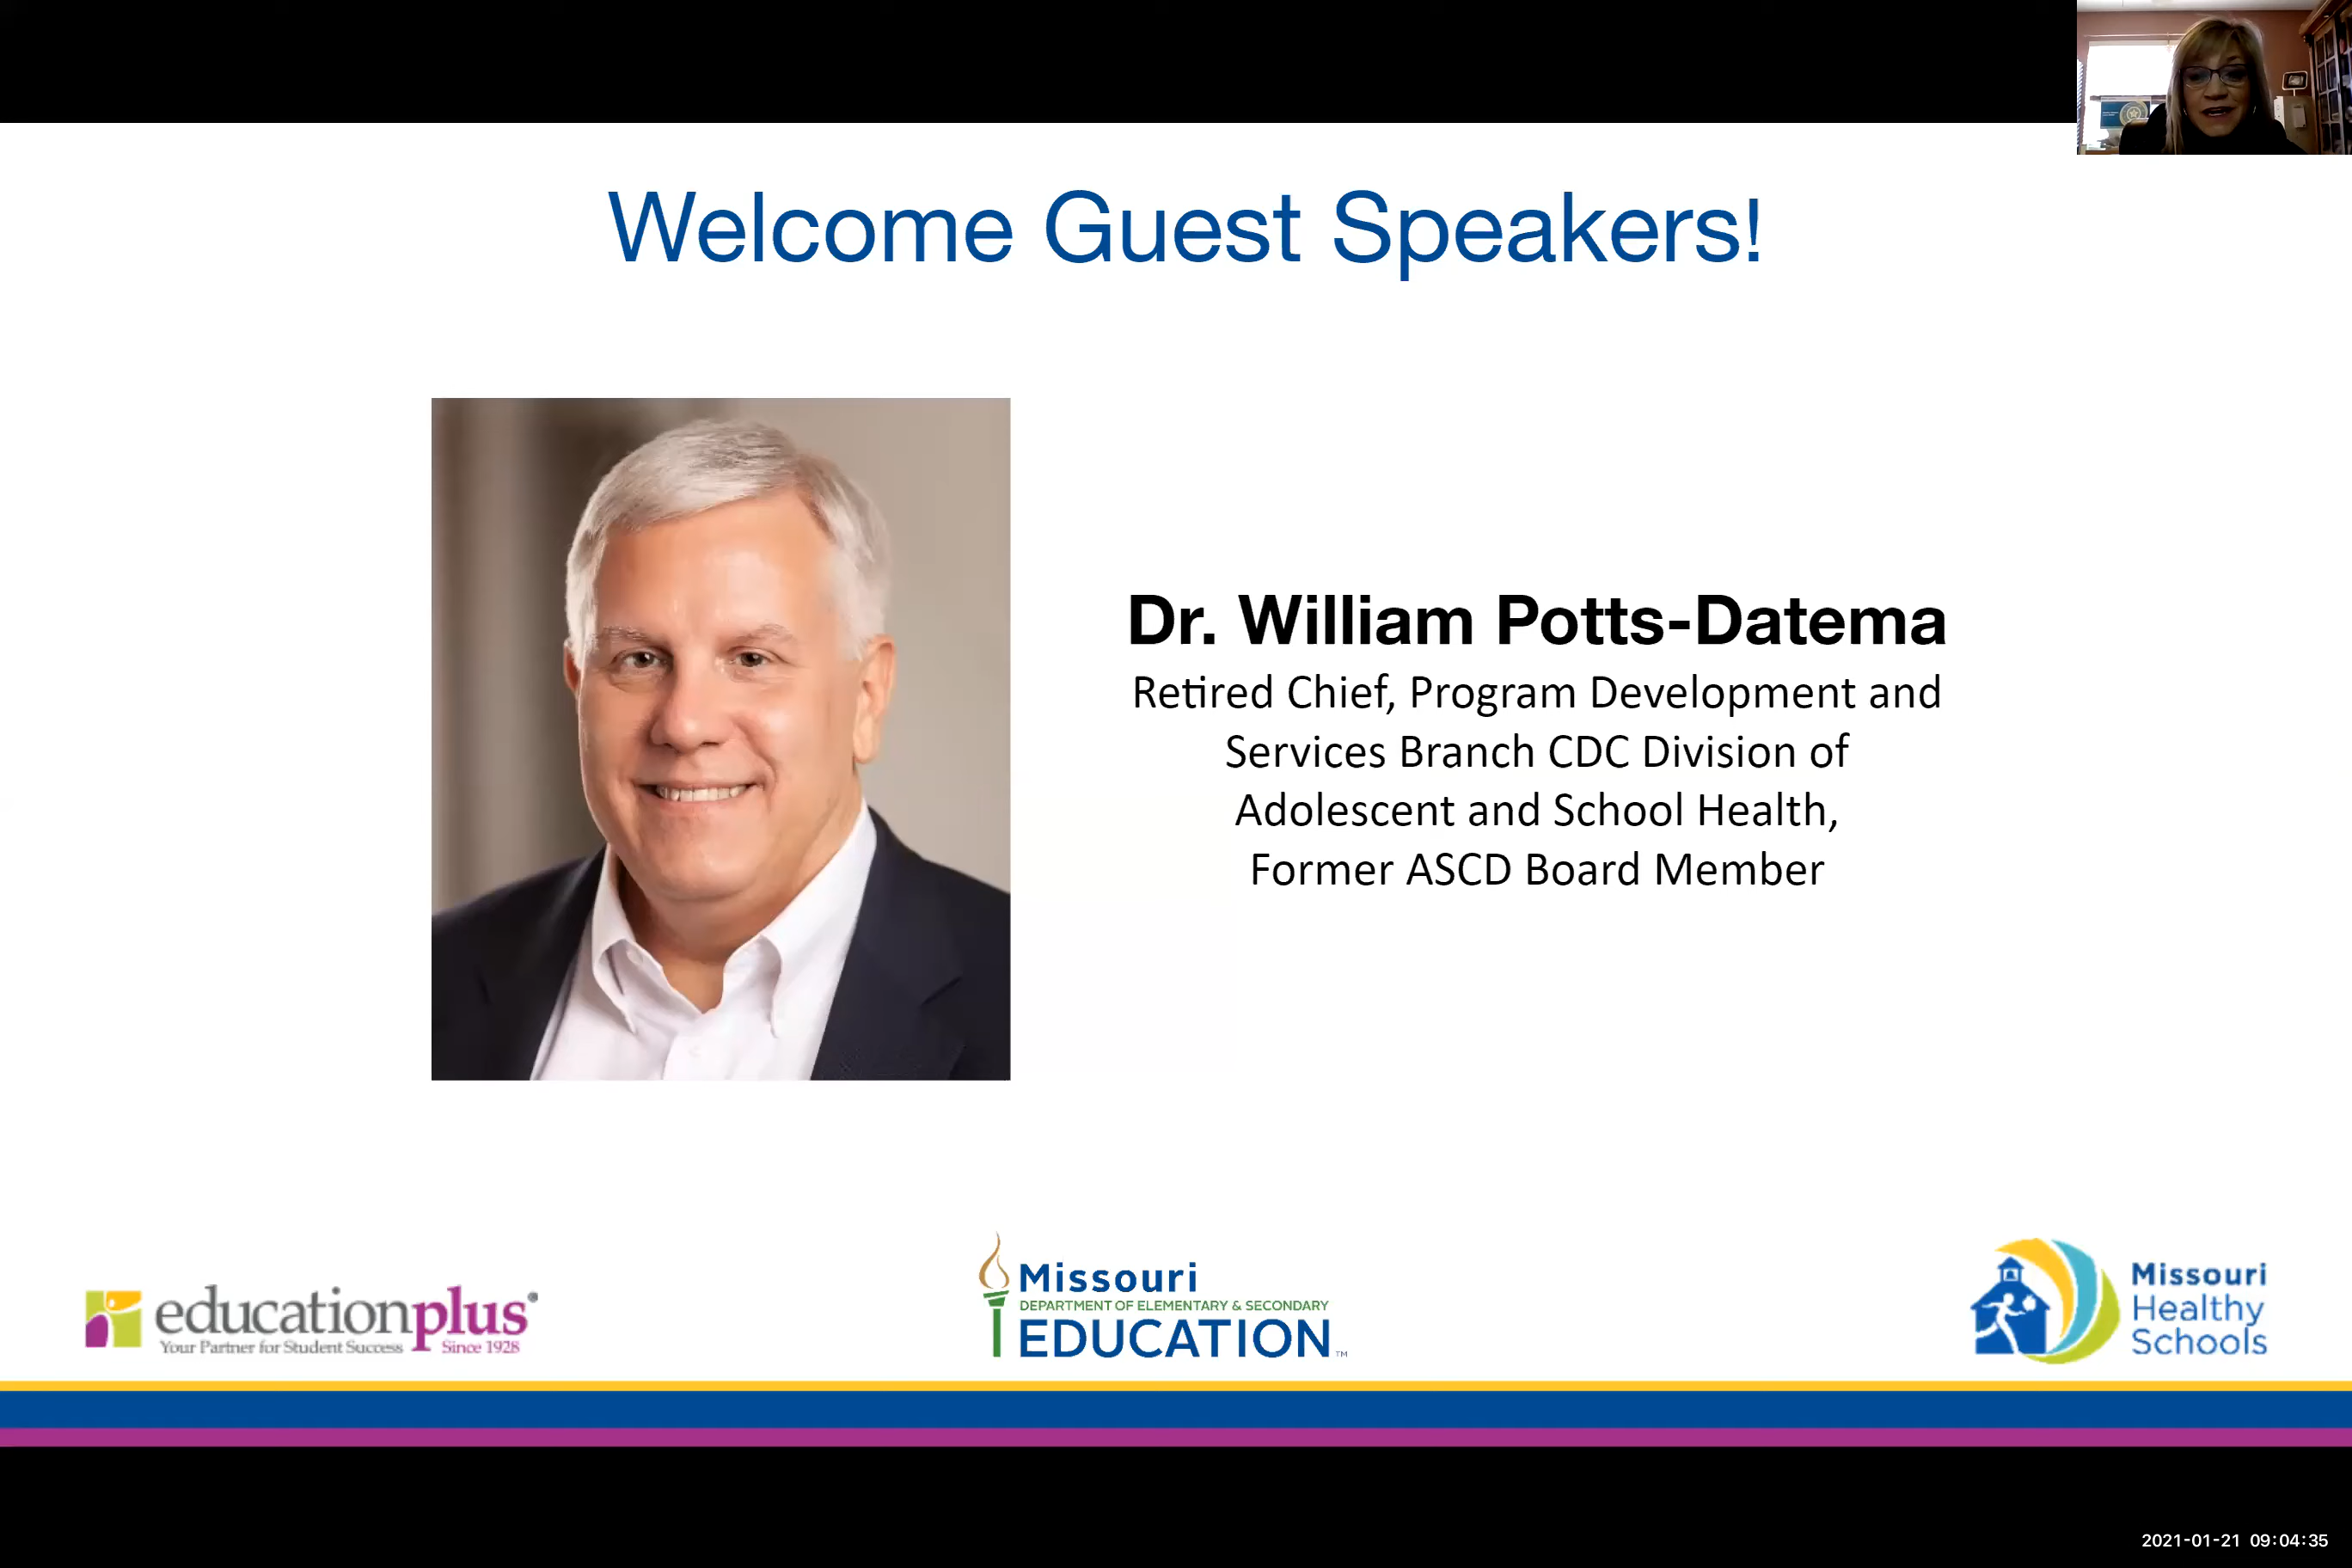 Welcome Guest Speakers!
Dr. William Potts-Datema
Retired Chief, Program Development and
Services Branch CDC Division of
Adolescent and School Health,
Former ASCD Board Member
educationplus®
Your Partner for Student Success Since 1928
Missouri
DEPARTMENT OF ELEMENTARY & SECONDARY
EDUCATION™
Missouri
Healthy
Schools
2021-01-21 09:04:35